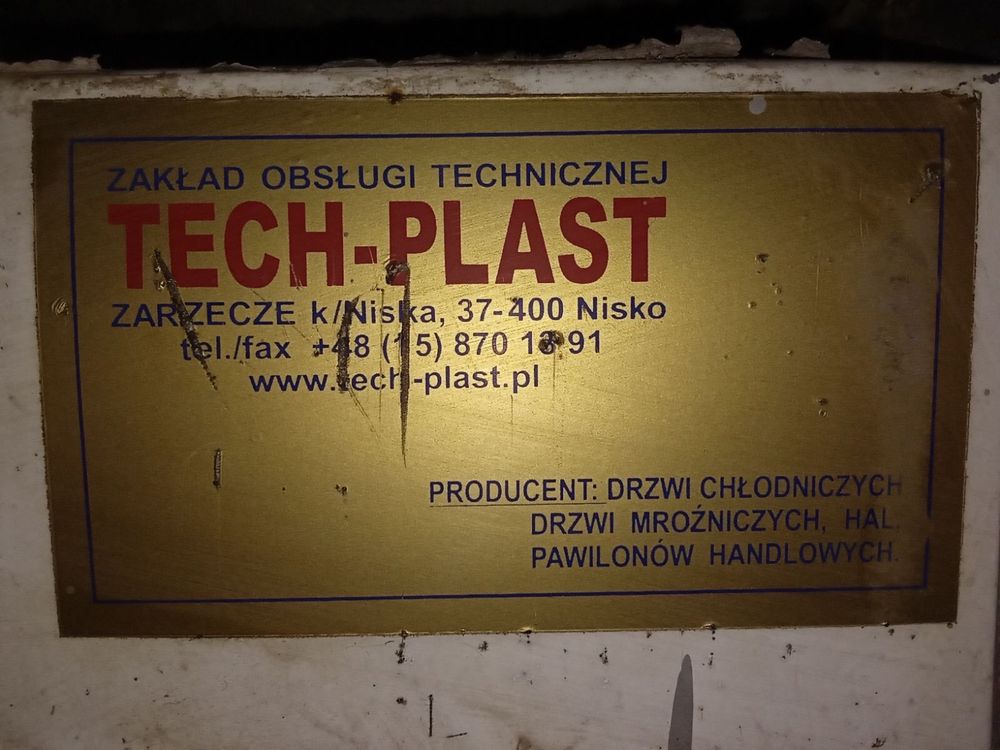 ZAKŁAD OBSŁUGI TECHNICZNEJ
TECH-PLAST
ZARZECZE k/Niska, 37-400 Nisko
tel./fax +48 (15) 870 13 91
www.tech-plast.pl
PRODUCENT: DRZWI CHŁODNICZYCH
DRZWI MROŹNICZYCH, HAL,
PAWILONÓW HANDLOWYCH.